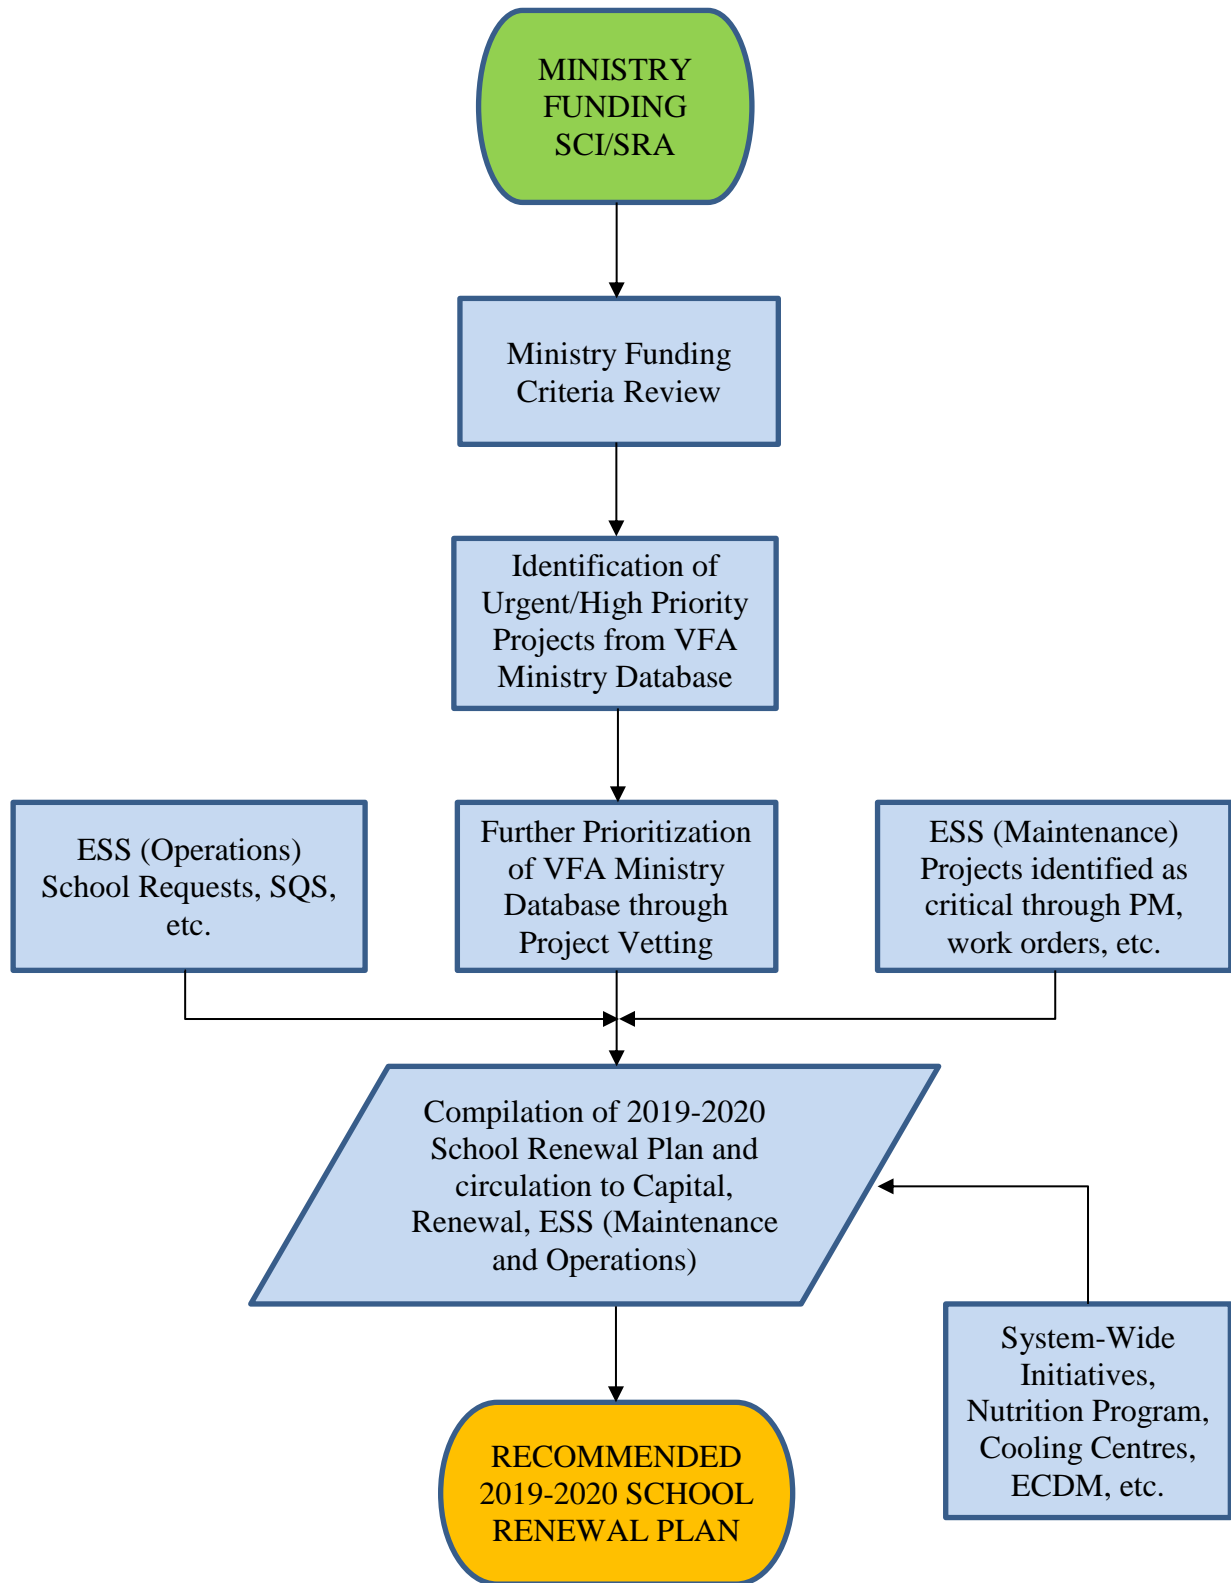 MINISTRY
FUNDING
SCI/SRA
Ministry Funding
Criteria Review
Identification of
Urgent/High Priority
Projects from VFA
Ministry Database
ESS (Operations)
School Requests, SQS,
etc.
Further Prioritization
of VFA Ministry
Database through
Project Vetting
ESS (Maintenance)
Projects identified as
critical through PM,
work orders, etc.
Compilation of 2019-2020
School Renewal Plan and
circulation to Capital,
Renewal, ESS (Maintenance
and Operations)
System-Wide
Initiatives,
Nutrition Program,
Cooling Centres,
ECDM, etc.
RECOMMENDED
2019-2020 SCHOOL
RENEWAL PLAN